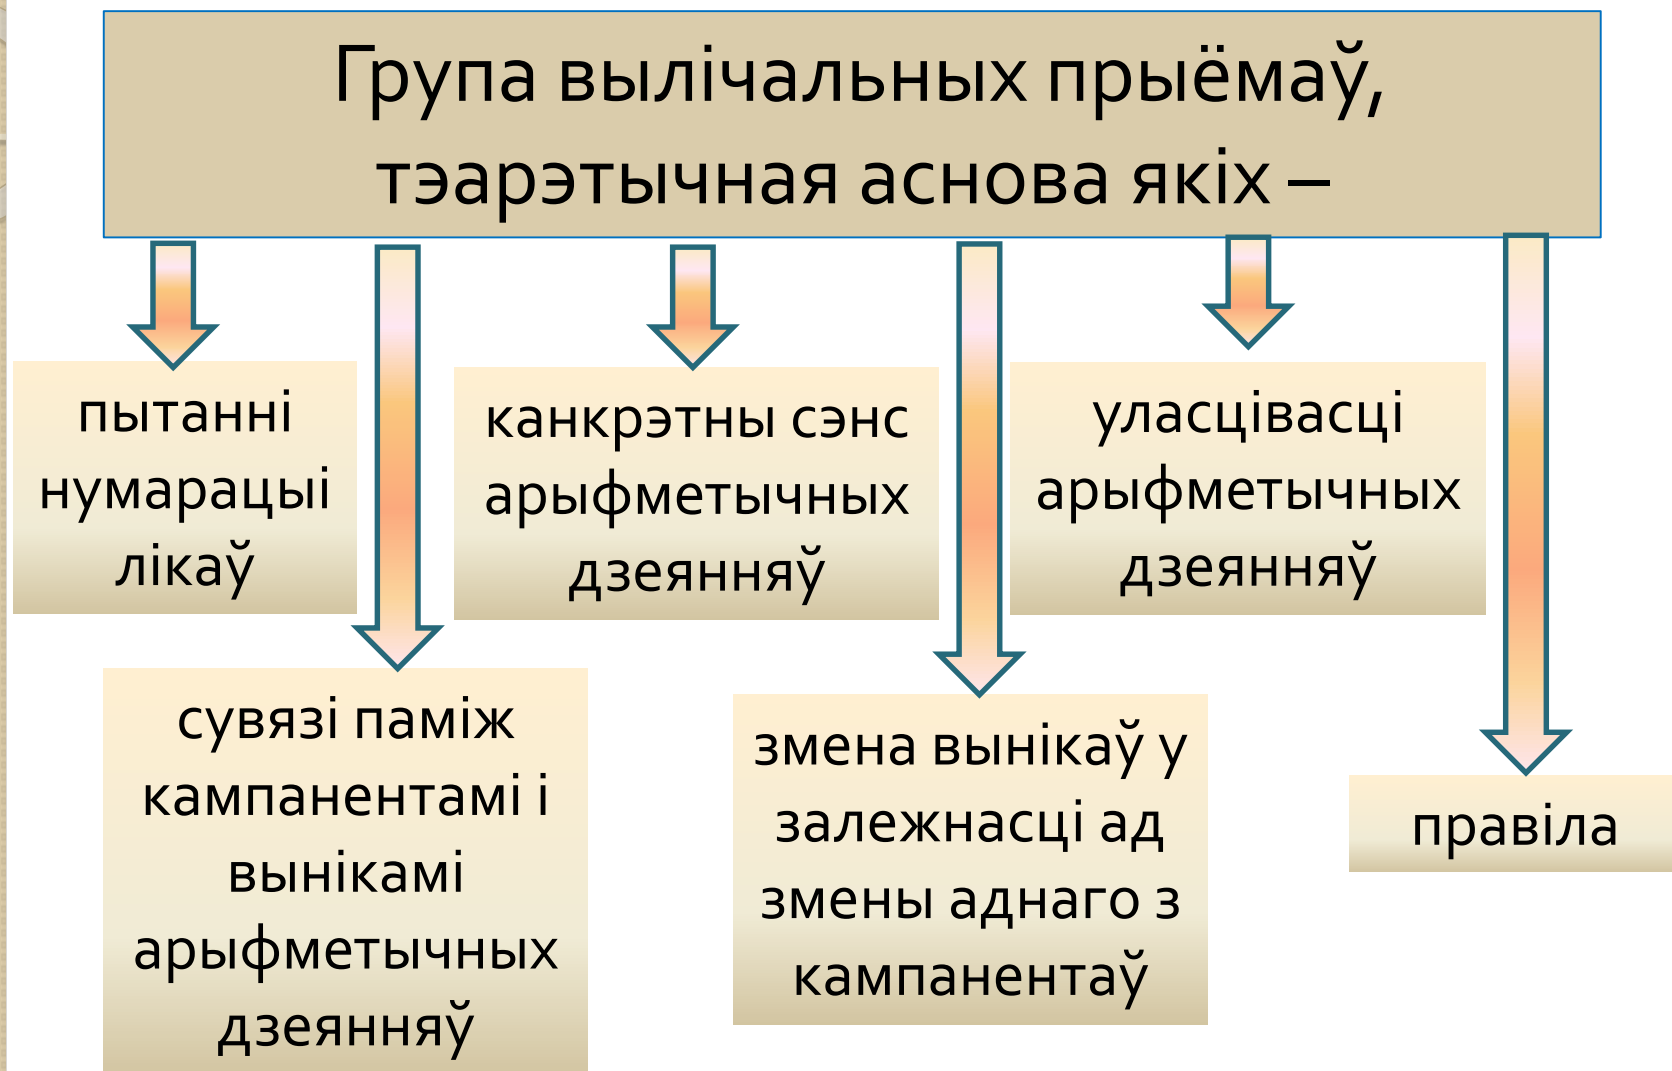 Група вылічальных прыёмаў,
тэарэтычная аснова якіх –
пытанні
нумарацыі
лікаў
канкрэтны сэнс
арыфметычных
дзеянняў
уласцівасці
арыфметычных
дзеянняў
сувязі паміж
кампанентамі і
вынікамі
арыфметычных
дзеянняў
змена вынікаў у
залежнасці ад
змены аднаго з
кампанентаў
правіла